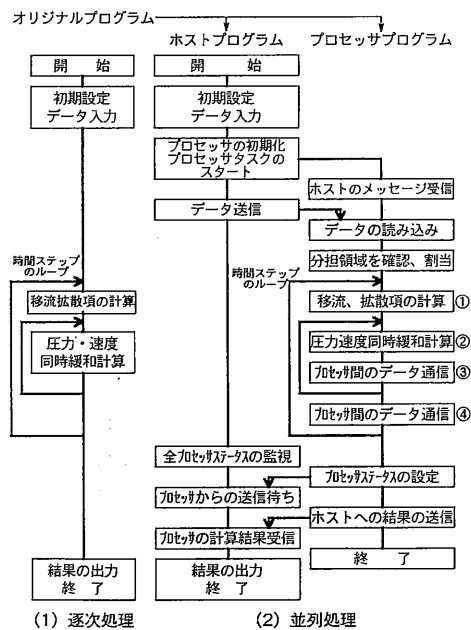 オリジナルプログラム
ホストプログラム
プロセッサプログラム
開　始
初期設定
データ入力
時間ステップ
のループ
移流拡散項の計算
圧力・速度
同時緩和計算
結果の出力
終　了
(1) 逐次処理
開　始
初期設定
データ入力
プロセッサの初期化
プロセッサタスクの
スタート
データ送信
全プロセッサステータスの監視
プロセッサからの送信待ち
プロセッサの計算結果受信
結果の出力
終　了
ホストのメッセージ受信
データの読み込み
分担領域を確認、割当
時間ステップ
のループ
移流、拡散項の計算 ①
圧力速度同時緩和計算 ②
プロセッサ間のデータ通信 ③
プロセッサ間のデータ通信 ④
プロセッサステータスの設定
ホストへの結果の送信
終　了
(2) 並列処理